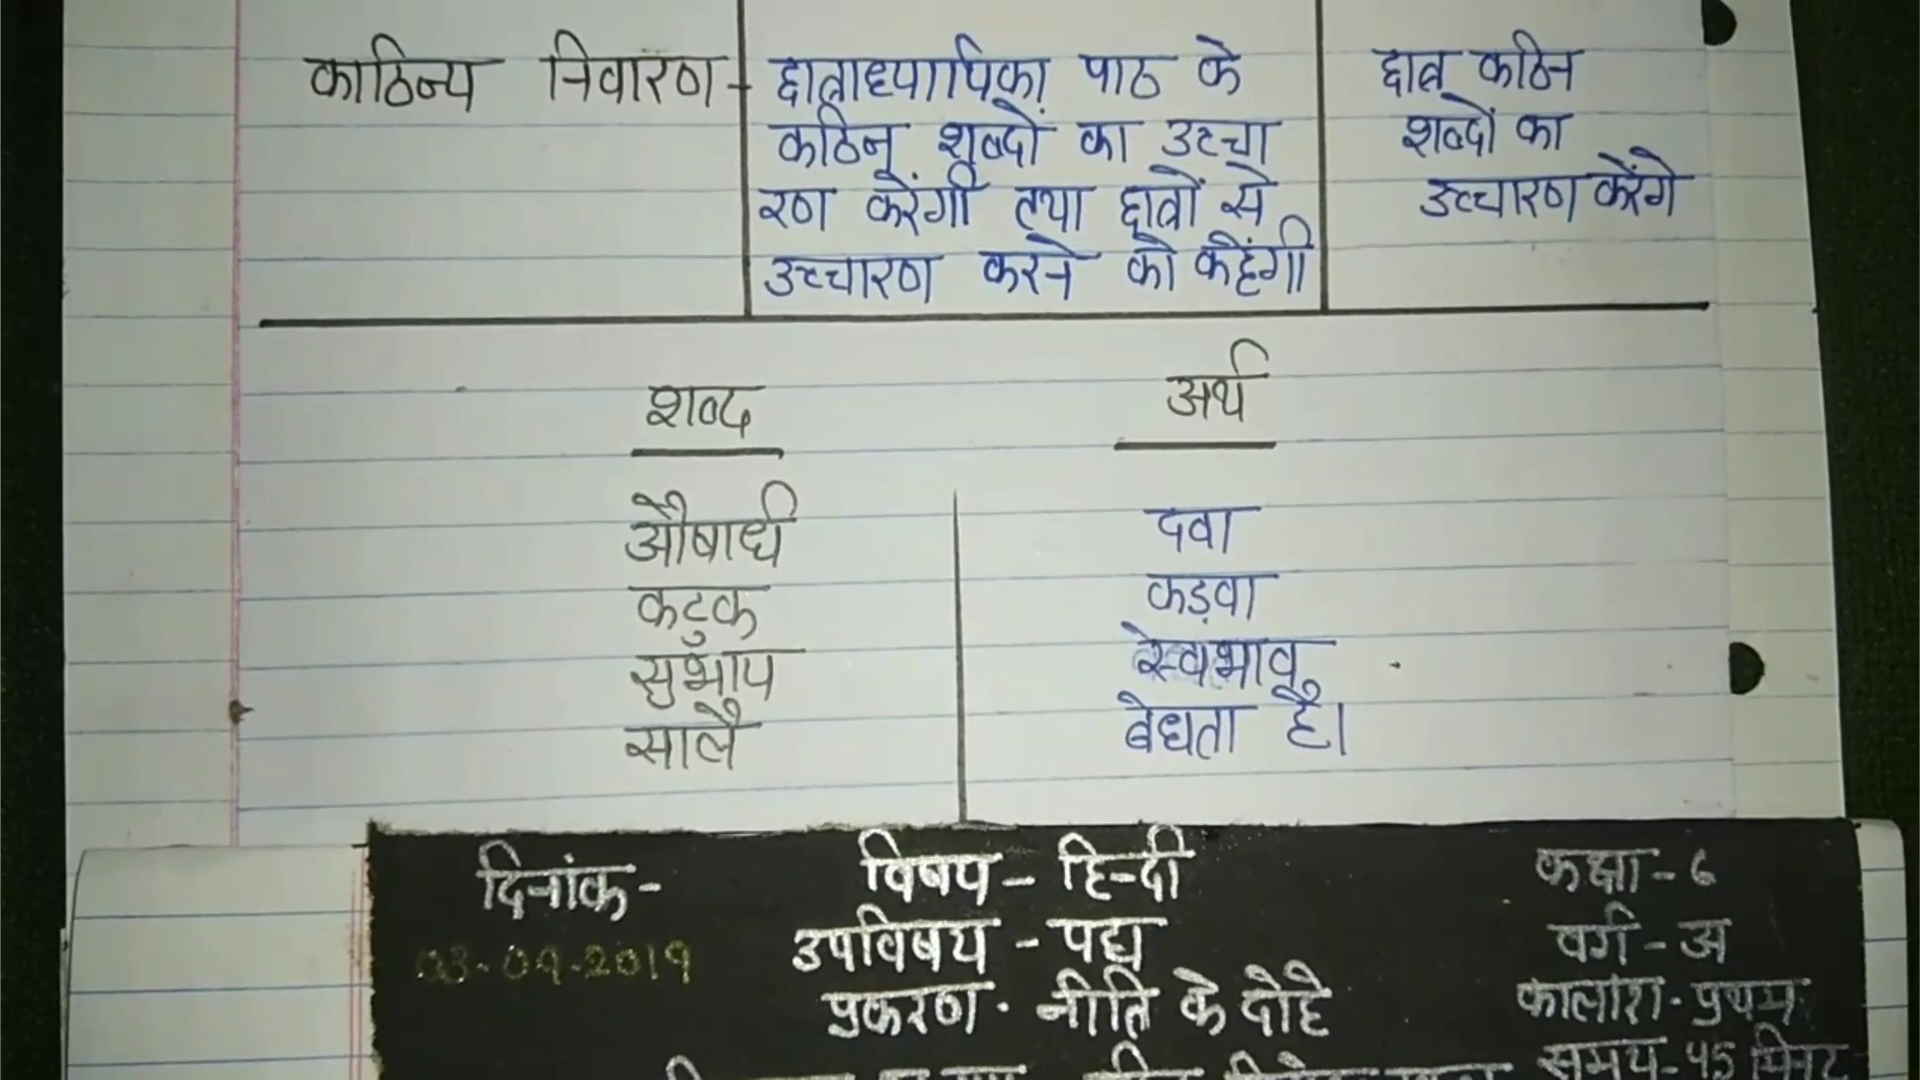 काठिन्य निवारण-
छात्राध्यापिका पाठ के
कठिन शब्दों का उच्चा
रण करेंगी तथा छात्रों से
उच्चारण करने को कहेंगी
छात्र कठिन
शब्दों का
उच्चारण करेंगे
शब्द अर्थ
औषधि दवा
कटुक कड़वा
सुभाय स्वभाव
सालै बेधता है।
दिनांक-
03-09-2019
विषय - हिन्दी
उपविषय - पद्य
प्रकरण - नीति के दोहे
कक्षा - 6
वर्ग - अ
कालांश - प्रथम
समय - 45 मिनट